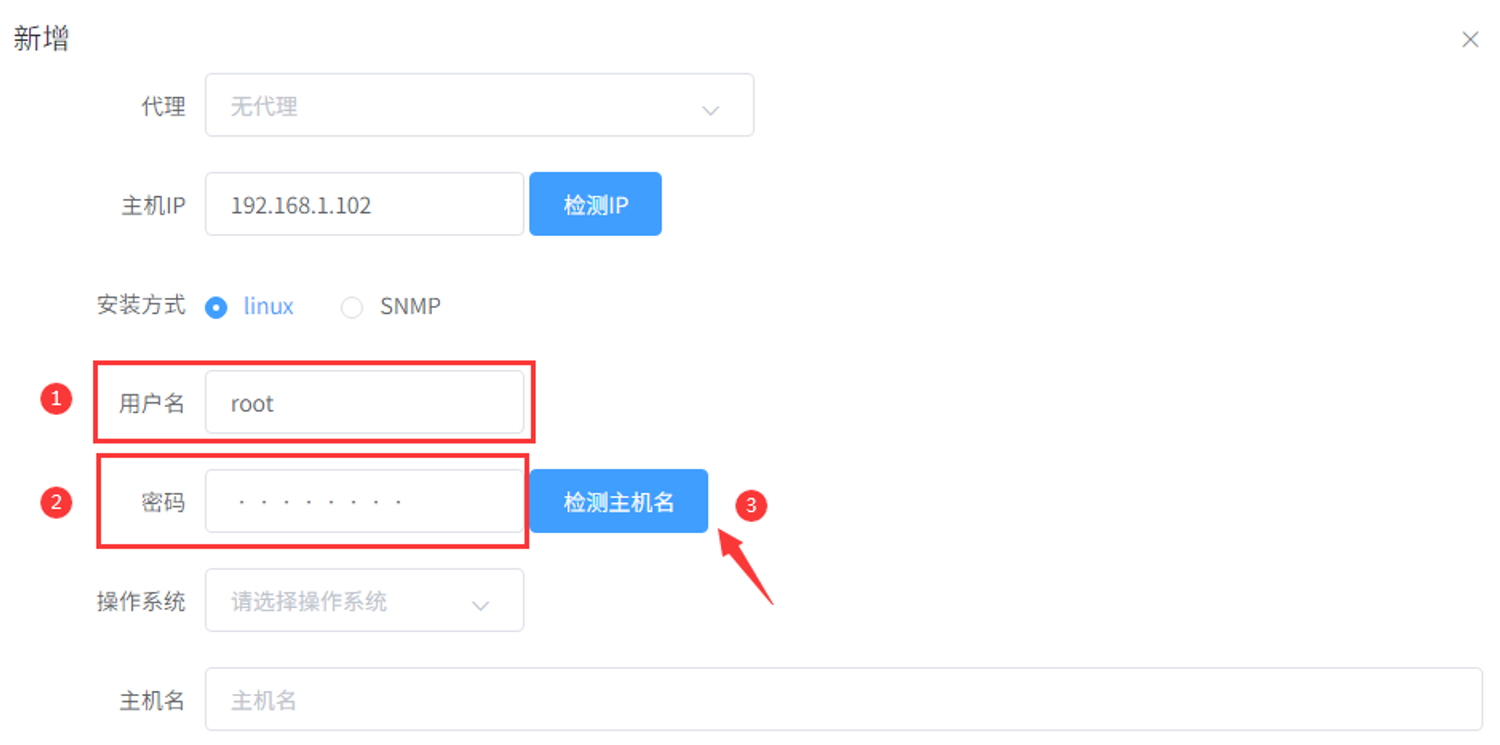 新增
代理 无代理
主机IP 192.168.1.102 检测IP
安装方式 linux SNMP
1 用户名 root
2 密码 ········ 检测主机名 3
操作系统 请选择操作系统
主机名 主机名